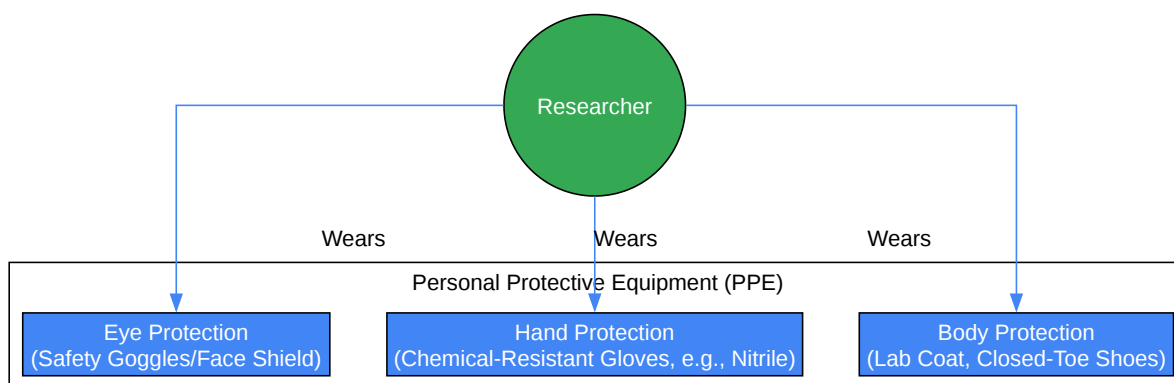 Researcher
Wears
Wears
Wears
Personal Protective Equipment (PPE)
Eye Protection
(Safety Goggles/Face Shield)
Hand Protection
(Chemical-Resistant Gloves, e.g., Nitrile)
Body Protection
(Lab Coat, Closed-Toe Shoes)